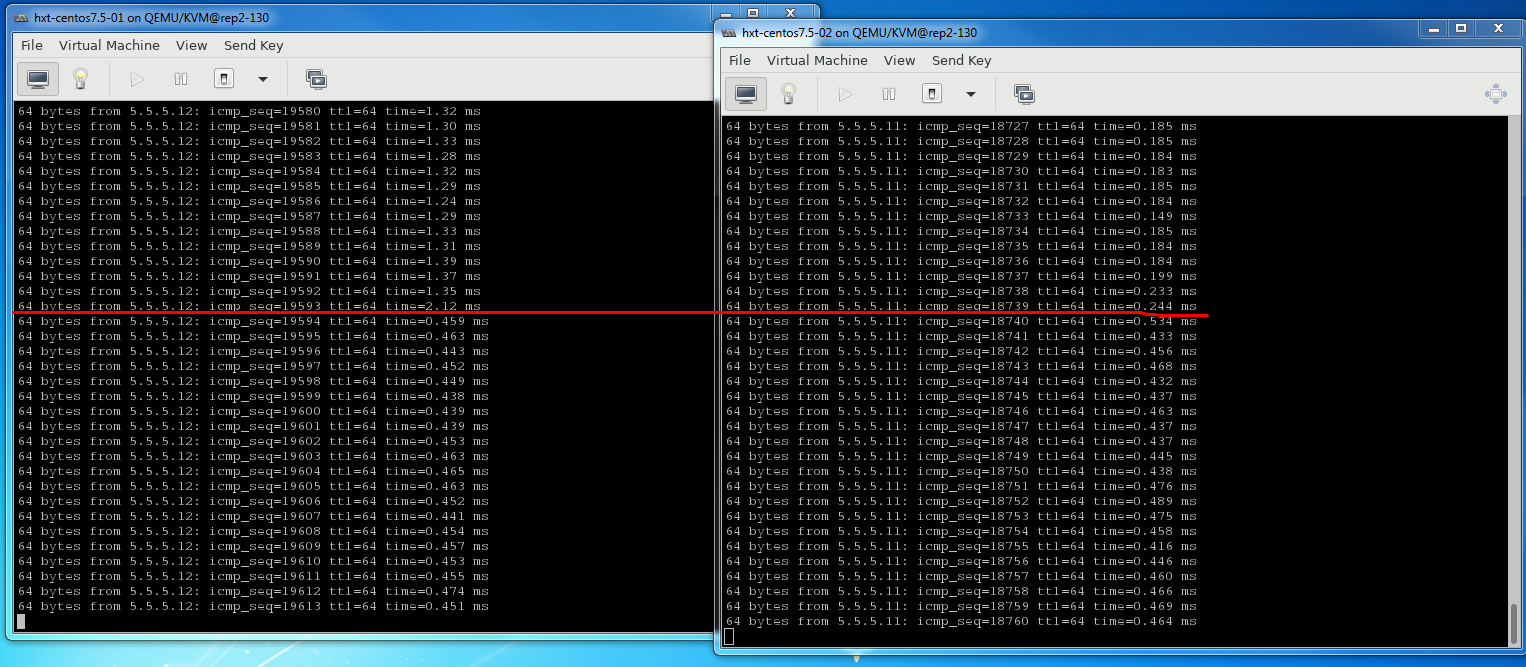 hxt-centos7.5-01 on QEMU/KVM@rep2-130
File Virtual Machine View Send Key
64 bytes from 5.5.5.12: icmp_seq=19580 ttl=64 time=1.32 ms
64 bytes from 5.5.5.12: icmp_seq=19581 ttl=64 time=1.30 ms
64 bytes from 5.5.5.12: icmp_seq=19582 ttl=64 time=1.33 ms
64 bytes from 5.5.5.12: icmp_seq=19583 ttl=64 time=1.28 ms
64 bytes from 5.5.5.12: icmp_seq=19584 ttl=64 time=1.32 ms
64 bytes from 5.5.5.12: icmp_seq=19585 ttl=64 time=1.29 ms
64 bytes from 5.5.5.12: icmp_seq=19586 ttl=64 time=1.24 ms
64 bytes from 5.5.5.12: icmp_seq=19587 ttl=64 time=1.29 ms
64 bytes from 5.5.5.12: icmp_seq=19588 ttl=64 time=1.33 ms
64 bytes from 5.5.5.12: icmp_seq=19589 ttl=64 time=1.31 ms
64 bytes from 5.5.5.12: icmp_seq=19590 ttl=64 time=1.39 ms
64 bytes from 5.5.5.12: icmp_seq=19591 ttl=64 time=1.37 ms
64 bytes from 5.5.5.12: icmp_seq=19592 ttl=64 time=1.35 ms
64 bytes from 5.5.5.12: icmp_seq=19593 ttl=64 time=2.12 ms
64 bytes from 5.5.5.12: icmp_seq=19594 ttl=64 time=0.459 ms
64 bytes from 5.5.5.12: icmp_seq=19595 ttl=64 time=0.463 ms
64 bytes from 5.5.5.12: icmp_seq=19596 ttl=64 time=0.443 ms
64 bytes from 5.5.5.12: icmp_seq=19597 ttl=64 time=0.452 ms
64 bytes from 5.5.5.12: icmp_seq=19598 ttl=64 time=0.449 ms
64 bytes from 5.5.5.12: icmp_seq=19599 ttl=64 time=0.438 ms
64 bytes from 5.5.5.12: icmp_seq=19600 ttl=64 time=0.439 ms
64 bytes from 5.5.5.12: icmp_seq=19601 ttl=64 time=0.439 ms
64 bytes from 5.5.5.12: icmp_seq=19602 ttl=64 time=0.453 ms
64 bytes from 5.5.5.12: icmp_seq=19603 ttl=64 time=0.463 ms
64 bytes from 5.5.5.12: icmp_seq=19604 ttl=64 time=0.465 ms
64 bytes from 5.5.5.12: icmp_seq=19605 ttl=64 time=0.463 ms
64 bytes from 5.5.5.12: icmp_seq=19606 ttl=64 time=0.452 ms
64 bytes from 5.5.5.12: icmp_seq=19607 ttl=64 time=0.441 ms
64 bytes from 5.5.5.12: icmp_seq=19608 ttl=64 time=0.454 ms
64 bytes from 5.5.5.12: icmp_seq=19609 ttl=64 time=0.457 ms
64 bytes from 5.5.5.12: icmp_seq=19610 ttl=64 time=0.453 ms
64 bytes from 5.5.5.12: icmp_seq=19611 ttl=64 time=0.455 ms
64 bytes from 5.5.5.12: icmp_seq=19612 ttl=64 time=0.474 ms
64 bytes from 5.5.5.12: icmp_seq=19613 ttl=64 time=0.451 ms
hxt-centos7.5-02 on QEMU/KVM@rep2-130
File Virtual Machine View Send Key
64 bytes from 5.5.5.11: icmp_seq=18727 ttl=64 time=0.185 ms
64 bytes from 5.5.5.11: icmp_seq=18728 ttl=64 time=0.185 ms
64 bytes from 5.5.5.11: icmp_seq=18729 ttl=64 time=0.184 ms
64 bytes from 5.5.5.11: icmp_seq=18730 ttl=64 time=0.183 ms
64 bytes from 5.5.5.11: icmp_seq=18731 ttl=64 time=0.185 ms
64 bytes from 5.5.5.11: icmp_seq=18732 ttl=64 time=0.184 ms
64 bytes from 5.5.5.11: icmp_seq=18733 ttl=64 time=0.149 ms
64 bytes from 5.5.5.11: icmp_seq=18734 ttl=64 time=0.185 ms
64 bytes from 5.5.5.11: icmp_seq=18735 ttl=64 time=0.184 ms
64 bytes from 5.5.5.11: icmp_seq=18736 ttl=64 time=0.184 ms
64 bytes from 5.5.5.11: icmp_seq=18737 ttl=64 time=0.199 ms
64 bytes from 5.5.5.11: icmp_seq=18738 ttl=64 time=0.233 ms
64 bytes from 5.5.5.11: icmp_seq=18739 ttl=64 time=0.244 ms
64 bytes from 5.5.5.11: icmp_seq=18740 ttl=64 time=0.534 ms
64 bytes from 5.5.5.11: icmp_seq=18741 ttl=64 time=0.433 ms
64 bytes from 5.5.5.11: icmp_seq=18742 ttl=64 time=0.456 ms
64 bytes from 5.5.5.11: icmp_seq=18743 ttl=64 time=0.468 ms
64 bytes from 5.5.5.11: icmp_seq=18744 ttl=64 time=0.432 ms
64 bytes from 5.5.5.11: icmp_seq=18745 ttl=64 time=0.437 ms
64 bytes from 5.5.5.11: icmp_seq=18746 ttl=64 time=0.463 ms
64 bytes from 5.5.5.11: icmp_seq=18747 ttl=64 time=0.437 ms
64 bytes from 5.5.5.11: icmp_seq=18748 ttl=64 time=0.437 ms
64 bytes from 5.5.5.11: icmp_seq=18749 ttl=64 time=0.445 ms
64 bytes from 5.5.5.11: icmp_seq=18750 ttl=64 time=0.438 ms
64 bytes from 5.5.5.11: icmp_seq=18751 ttl=64 time=0.476 ms
64 bytes from 5.5.5.11: icmp_seq=18752 ttl=64 time=0.489 ms
64 bytes from 5.5.5.11: icmp_seq=18753 ttl=64 time=0.475 ms
64 bytes from 5.5.5.11: icmp_seq=18754 ttl=64 time=0.458 ms
64 bytes from 5.5.5.11: icmp_seq=18755 ttl=64 time=0.416 ms
64 bytes from 5.5.5.11: icmp_seq=18756 ttl=64 time=0.446 ms
64 bytes from 5.5.5.11: icmp_seq=18757 ttl=64 time=0.460 ms
64 bytes from 5.5.5.11: icmp_seq=18758 ttl=64 time=0.466 ms
64 bytes from 5.5.5.11: icmp_seq=18759 ttl=64 time=0.469 ms
64 bytes from 5.5.5.11: icmp_seq=18760 ttl=64 time=0.464 ms